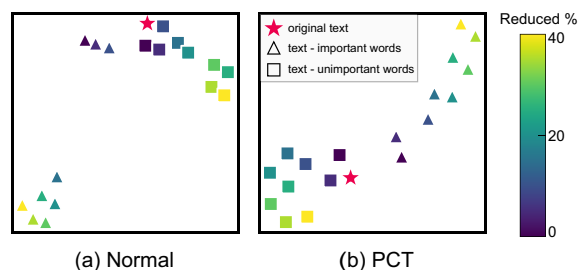 Reduced %
original text
text - important words
text - unimportant words
40
20
0
(a) Normal
(b) PCT